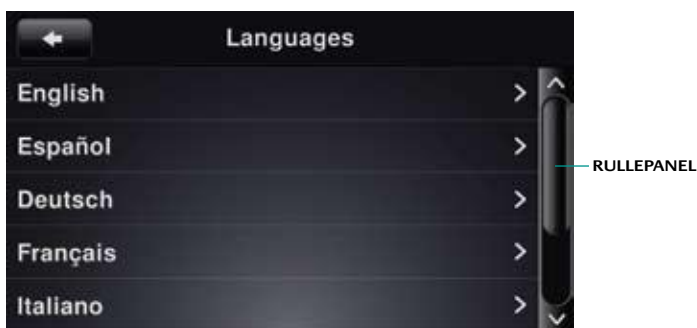 Languages
English
Español
RULLEPANEL
Deutsch
Français
Italiano